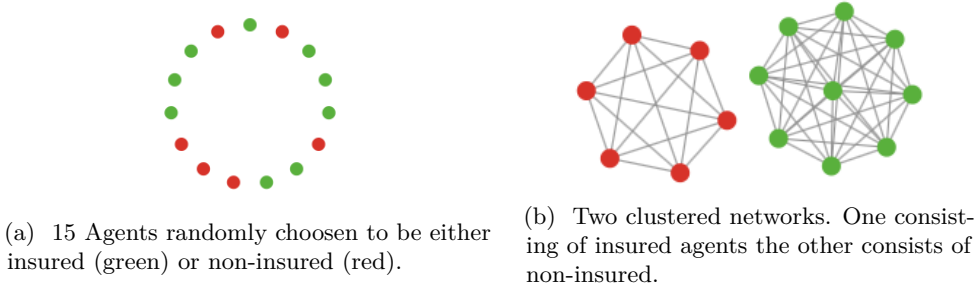 (a) 15 Agents randomly choosen to be either
insured (green) or non-insured (red).
(b) Two clustered networks. One consist-
ing of insured agents the other consists of
non-insured.